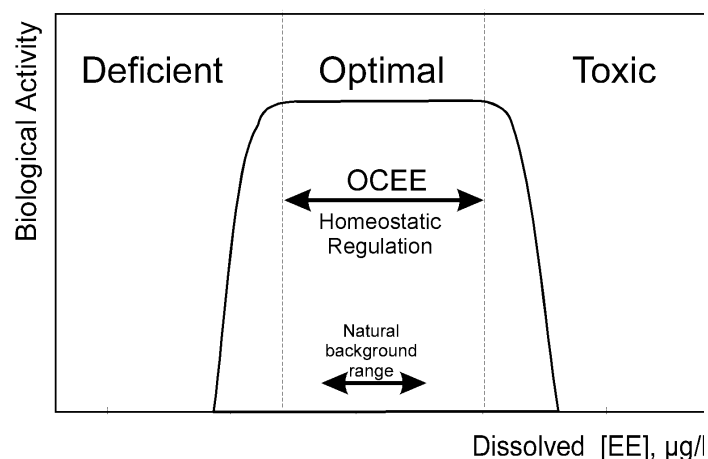 Deficient Optimal Toxic
Biological Activity
OCEE
Homeostatic
Regulation
Natural
background
range
Dissolved [EE], µg/l